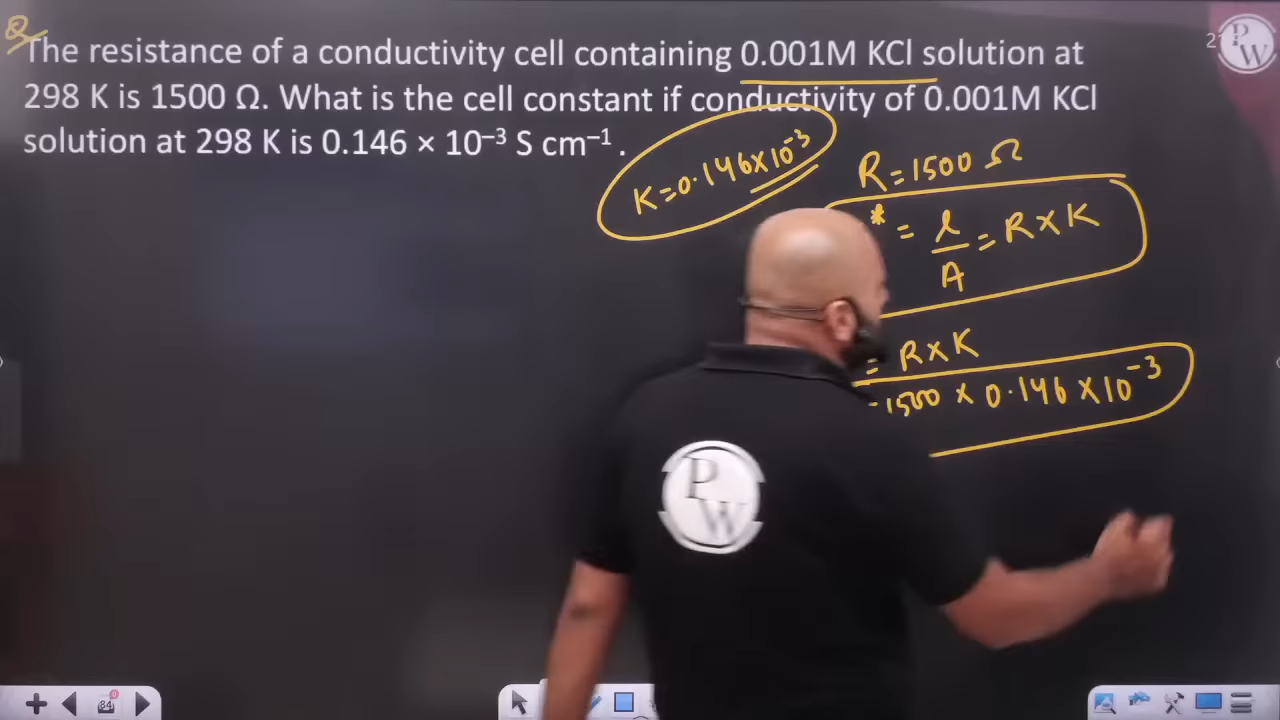 Q
The resistance of a conductivity cell containing 0.001M KCl solution at
298 K is 1500 Ω. What is the cell constant if conductivity of 0.001M KCl
solution at 298 K is 0.146 × 10⁻³ S cm⁻¹.
K=0.146×10⁻³
R=1500 Ω
* = l/A = R×K
= R×K
=1500 × 0.146 ×10⁻³
PW
P
W
84